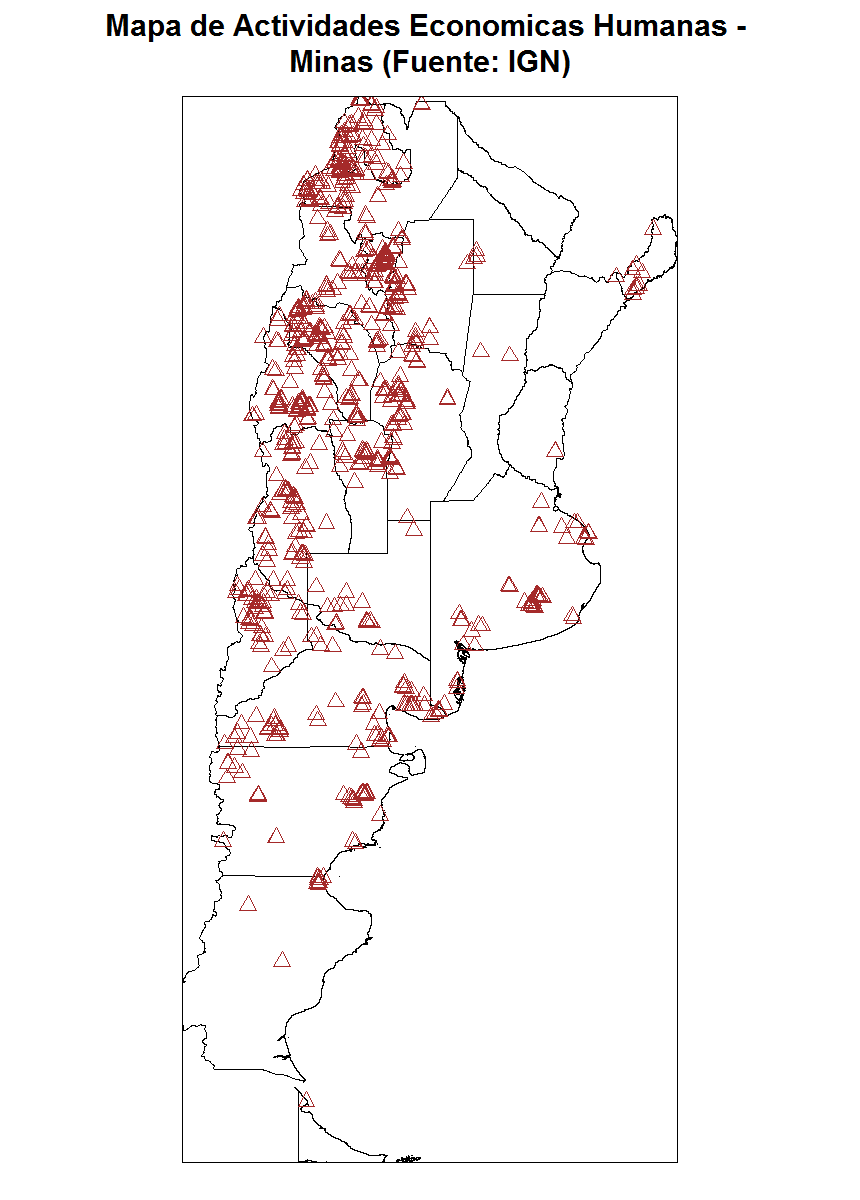 Mapa de Actividades Economicas Humanas -
Minas (Fuente: IGN)